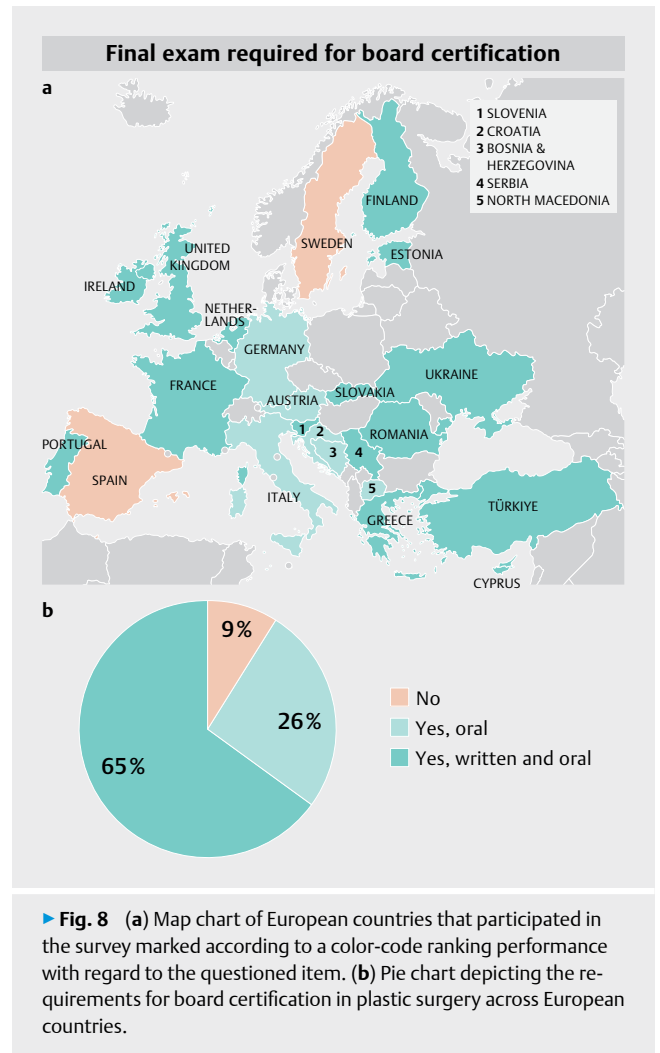 Final exam required for board certification
a
1 SLOVENIA
2 CROATIA
3 BOSNIA &
HERZEGOVINA
4 SERBIA
5 NORTH MACEDONIA
FINLAND
SWEDEN
ESTONIA
UNITED
KINGDOM
IRELAND
NETHER-
LANDS
GERMANY
UKRAINE
FRANCE
SLOVAKIA
AUSTRIA
1
2
ROMANIA
PORTUGAL
3
4
SPAIN
ITALY
5
TÜRKIYE
GREECE
CYPRUS
b
9%
26%
65%
No
Yes, oral
Yes, written and oral
► Fig. 8 (a) Map chart of European countries that participated in
the survey marked according to a color-code ranking performance
with regard to the questioned item. (b) Pie chart depicting the re-
quirements for board certification in plastic surgery across European
countries.